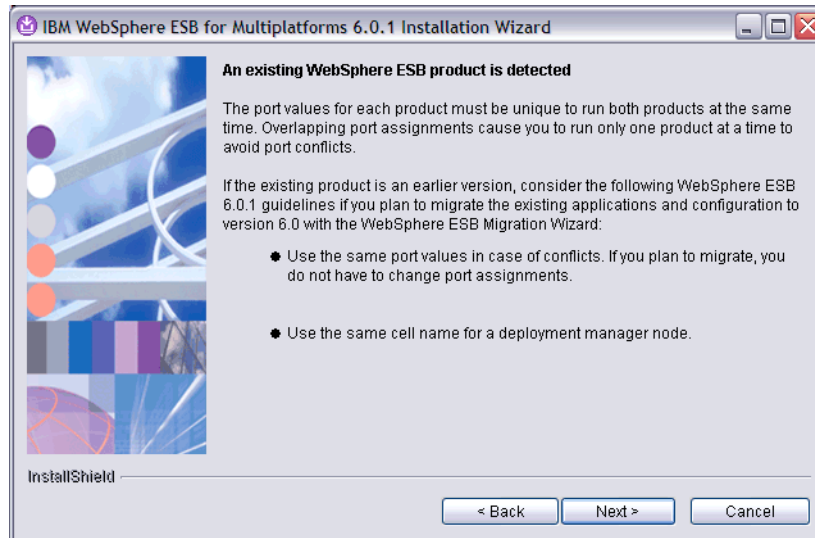 IBM WebSphere ESB for Multiplatforms 6.0.1 Installation Wizard
An existing WebSphere ESB product is detected
The port values for each product must be unique to run both products at the same
time. Overlapping port assignments cause you to run only one product at a time to
avoid port conflicts.
If the existing product is an earlier version, consider the following WebSphere ESB
6.0.1 guidelines if you plan to migrate the existing applications and configuration to
version 6.0 with the WebSphere ESB Migration Wizard:
● Use the same port values in case of conflicts. If you plan to migrate, you
do not have to change port assignments.
● Use the same cell name for a deployment manager node.
InstallShield
< Back Next > Cancel